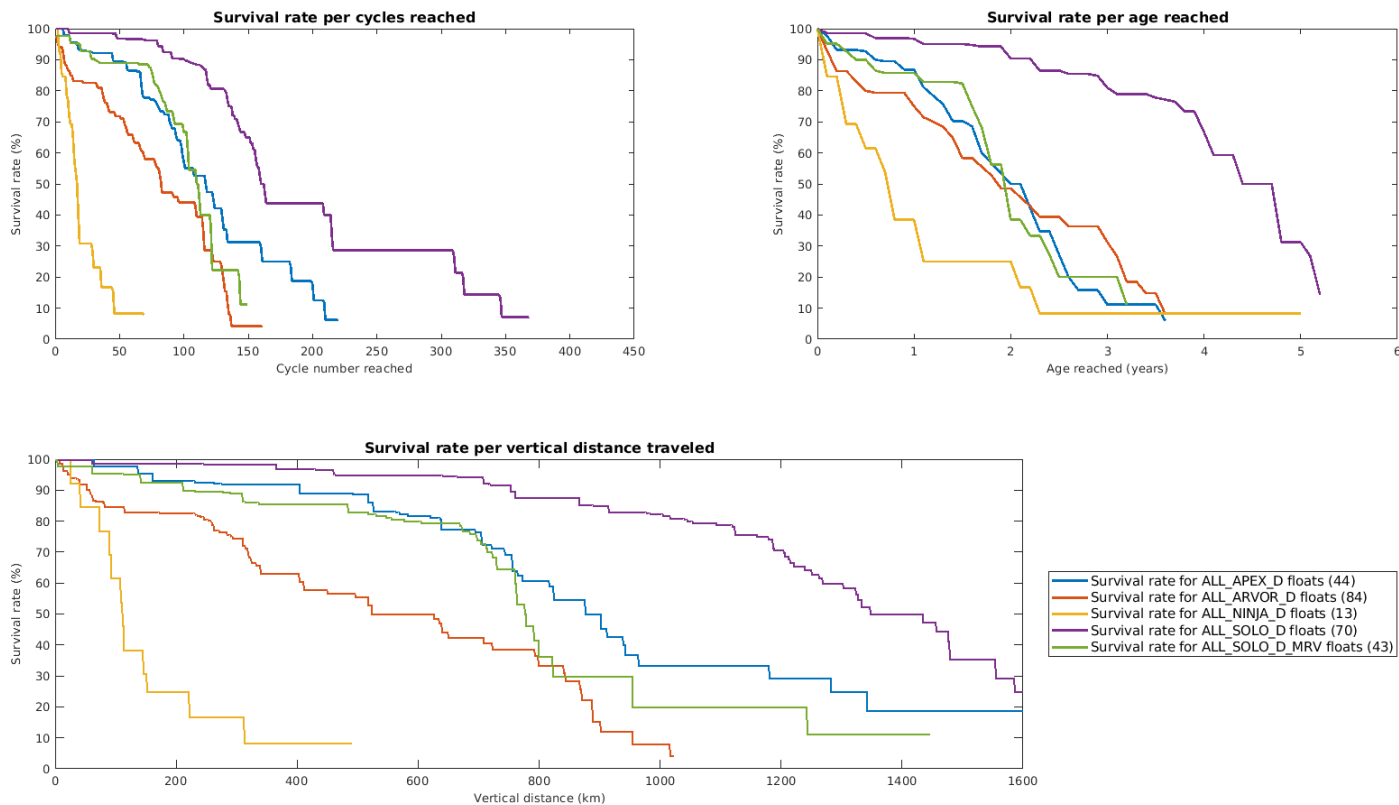 Survival rate per cycles reached
Survival rate (%)
100
90
80
70
60
50
40
30
20
10
0
0 50 100 150 200 250 300 350 400 450
Cycle number reached
Survival rate per age reached
Survival rate (%)
100
90
80
70
60
50
40
30
20
10
0
0 1 2 3 4 5 6
Age reached (years)
Survival rate per vertical distance traveled
Survival rate (%)
100
90
80
70
60
50
40
30
20
10
0
0 200 400 600 800 1000 1200 1400 1600
Vertical distance (km)
Survival rate for ALL_APEX_D floats (44)
Survival rate for ALL_ARVOR_D floats (84)
Survival rate for ALL_NINJA_D floats (13)
Survival rate for ALL_SOLO_D floats (70)
Survival rate for ALL_SOLO_D_MRV floats (43)